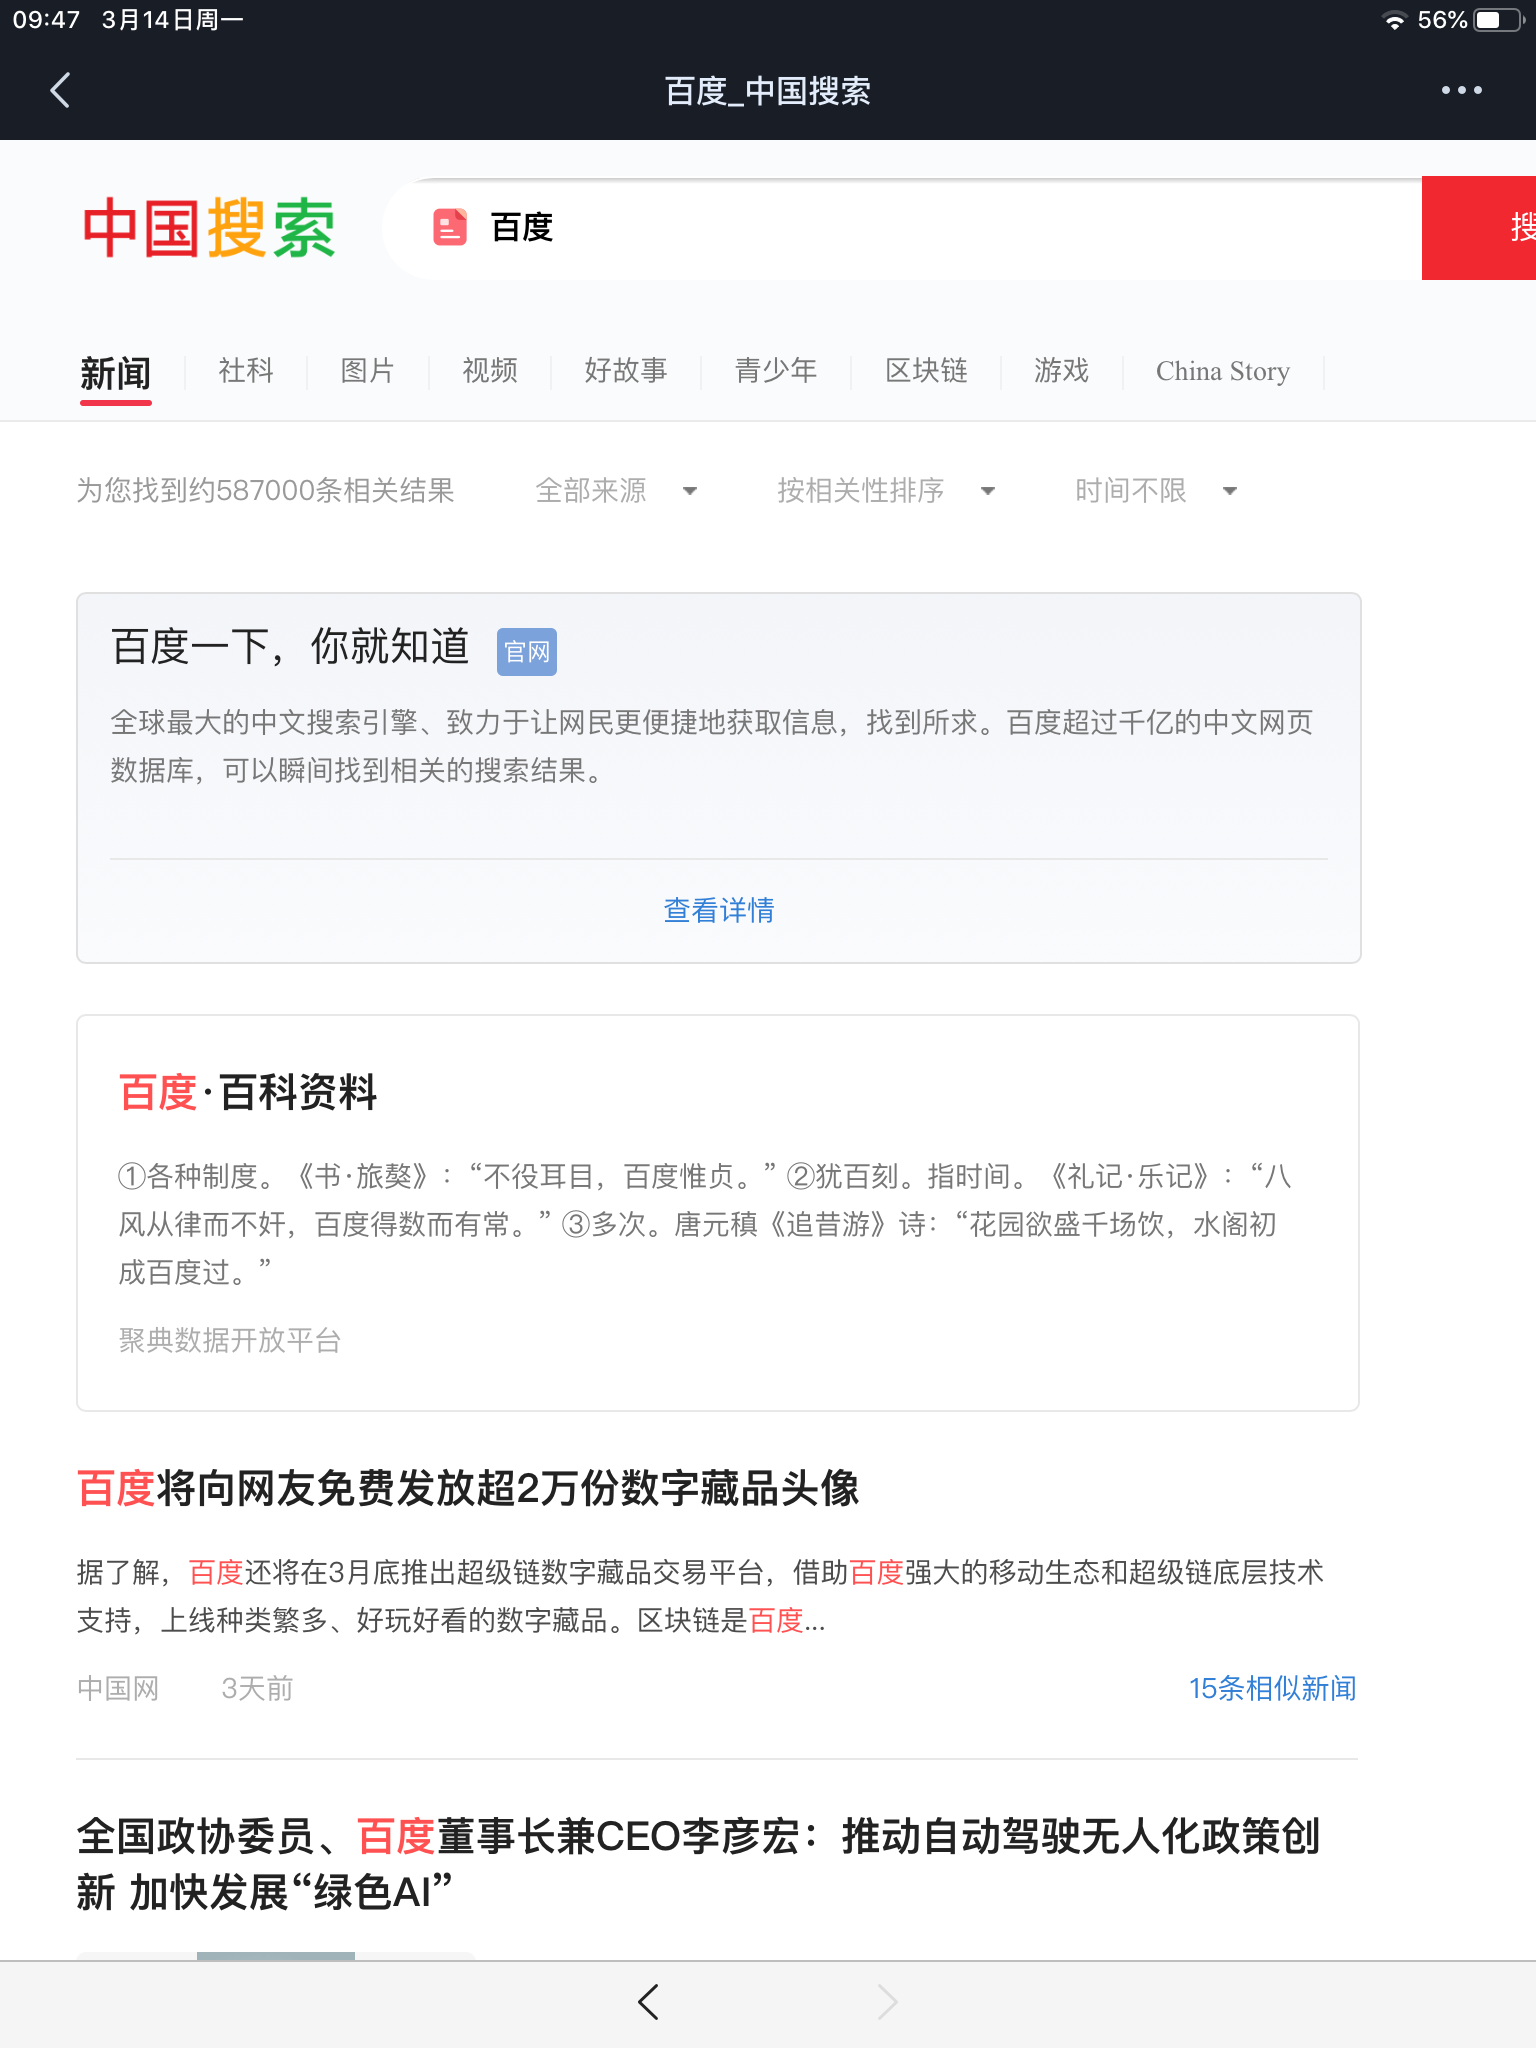 09:47 3月14日周一
56%
百度_中国搜索
中国搜索
百度
搜
新闻
社科
图片
视频
好故事
青少年
区块链
游戏
China Story
为您找到约587000条相关结果
全部来源
按相关性排序
时间不限
百度一下，你就知道
官网
全球最大的中文搜索引擎、致力于让网民更便捷地获取信息，找到所求。百度超过千亿的中文网页
数据库，可以瞬间找到相关的搜索结果。
查看详情
百度·百科资料
①各种制度。《书·旅獒》：“不役耳目，百度惟贞。”②犹百刻。指时间。《礼记·乐记》：“八
风从律而不奸，百度得数而有常。”③多次。唐元稹《追昔游》诗：“花园欲盛千场饮，水阁初
成百度过。”
聚典数据开放平台
百度将向网友免费发放超2万份数字藏品头像
据了解，百度还将在3月底推出超级链数字藏品交易平台，借助百度强大的移动生态和超级链底层技术
支持，上线种类繁多、好玩好看的数字藏品。区块链是百度...
中国网
3天前
15条相似新闻
全国政协委员、百度董事长兼CEO李彦宏：推动自动驾驶无人化政策创
新 加快发展“绿色AI”